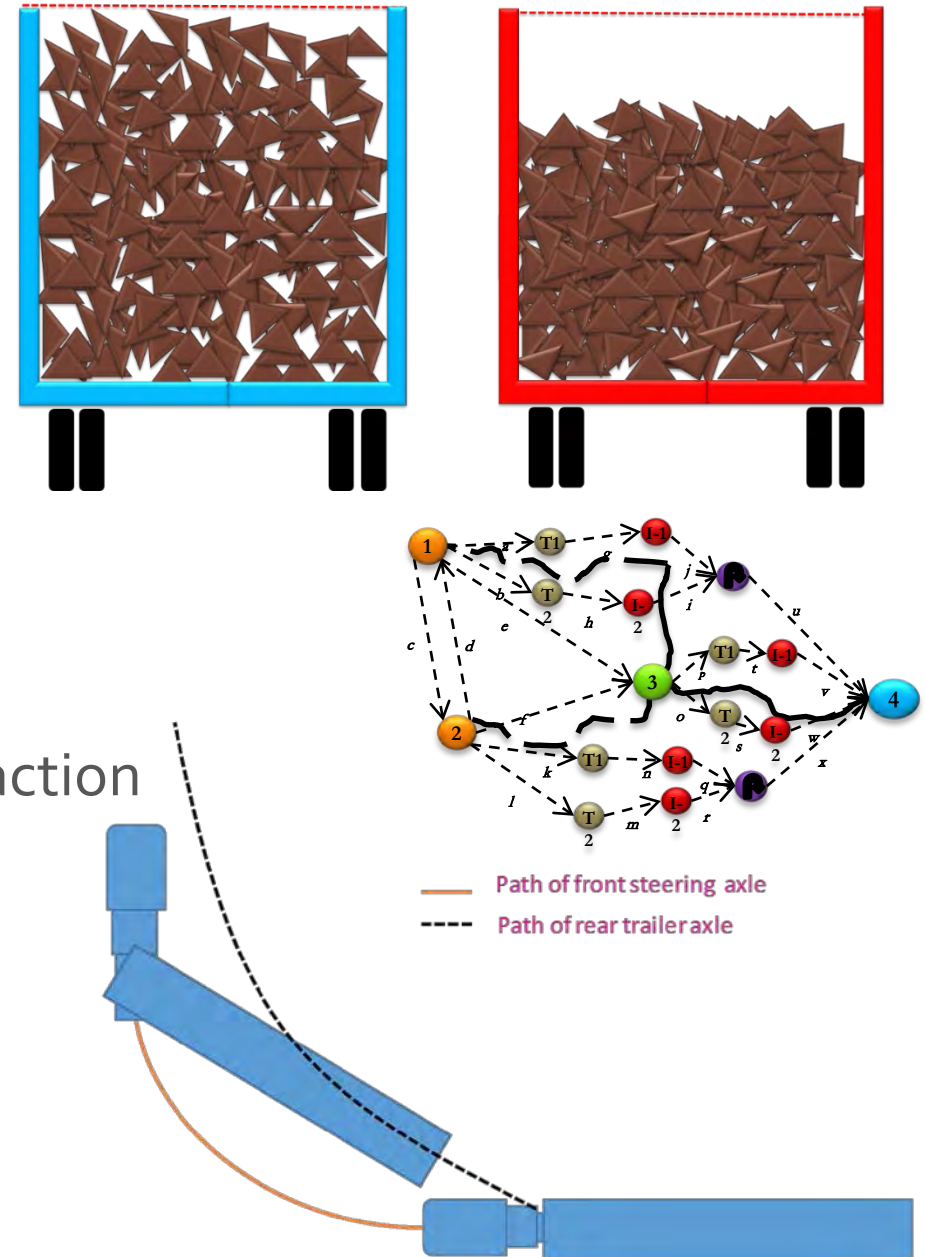 1
T1
I-1
a
g
j
b
T
2
h
I-
2
i
e
u
c
d
3
p
T1
t
I-1
v
4
o
T
2
s
I-
2
w
2
f
x
k
T1
n
I-1
q
l
T
2
m
I-
2
r
action
Path of front steering axle
Path of rear trailer axle